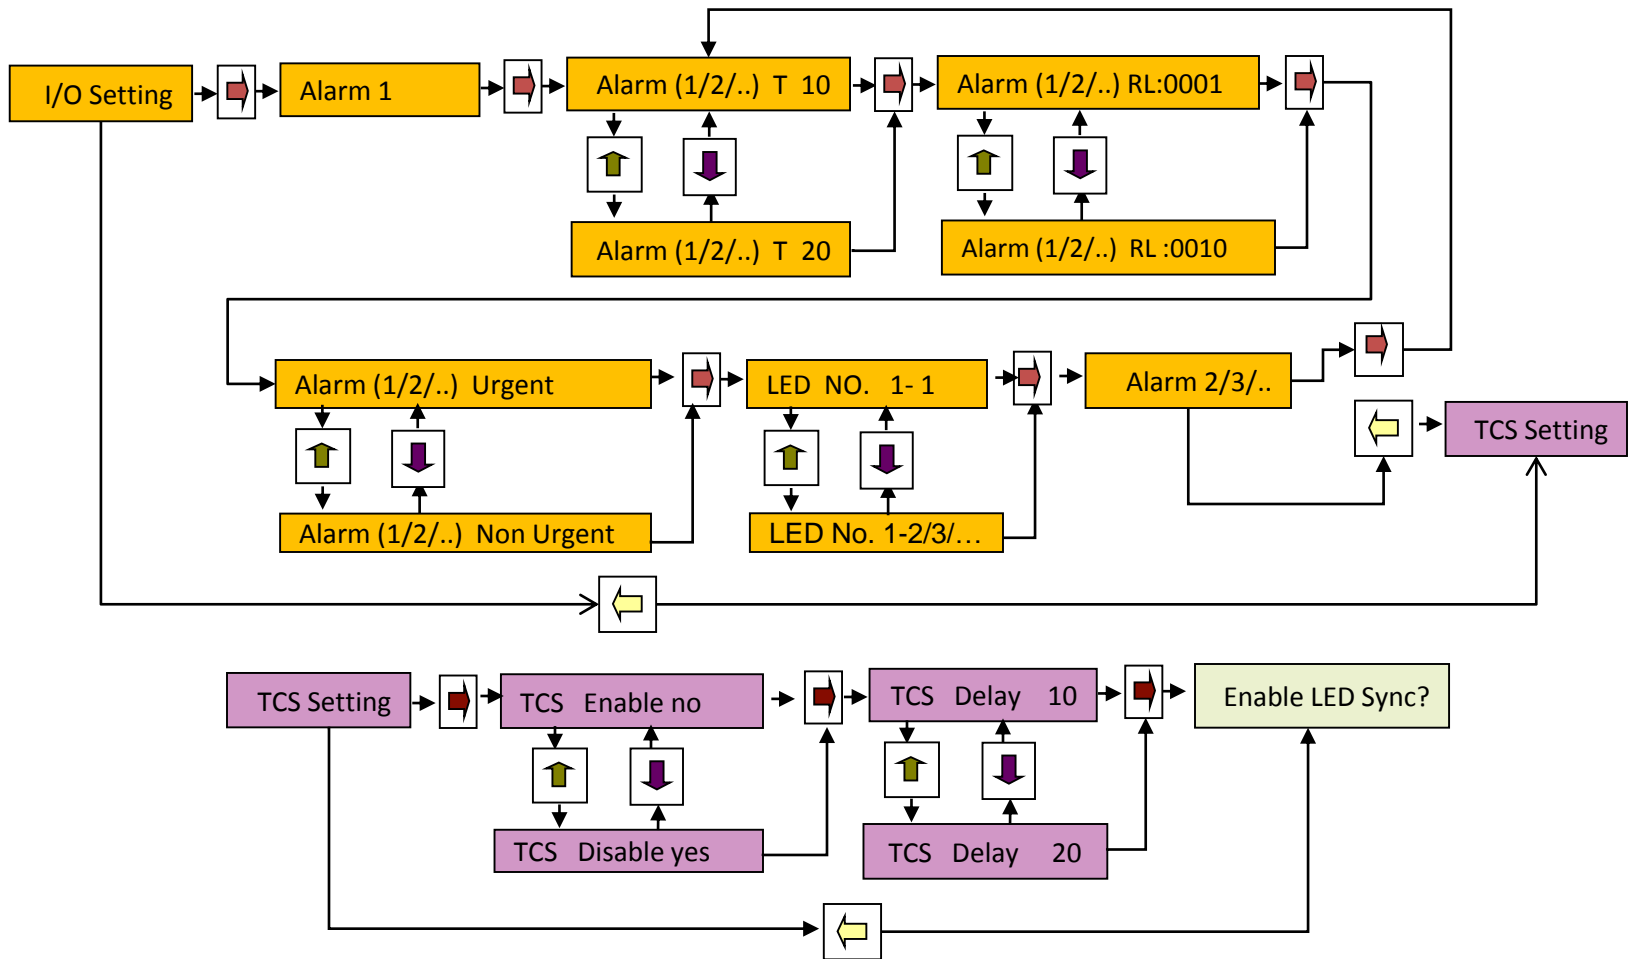 I/O Setting
Alarm 1
Alarm (1/2/..) T 10
Alarm (1/2/..) RL:0001
Alarm (1/2/..) T 20
Alarm (1/2/..) RL :0010
Alarm (1/2/..) Urgent
LED NO. 1- 1
Alarm 2/3/..
TCS Setting
Alarm (1/2/..) Non Urgent
LED No. 1-2/3/...
TCS Setting
TCS Enable no
TCS Delay 10
Enable LED Sync?
TCS Disable yes
TCS Delay 20